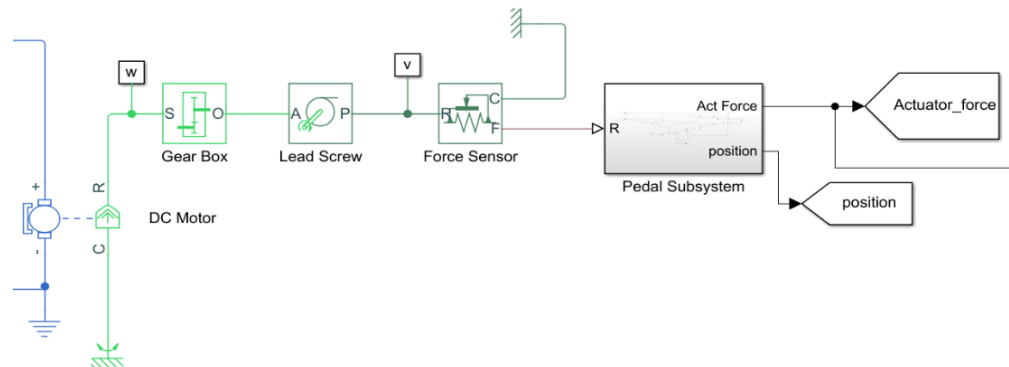 w
v
S
O
Gear Box
A
P
Lead Screw
R
C
F
Force Sensor
R
Act Force
position
Pedal Subsystem
Actuator_force
position
+
-
R
C
DC Motor